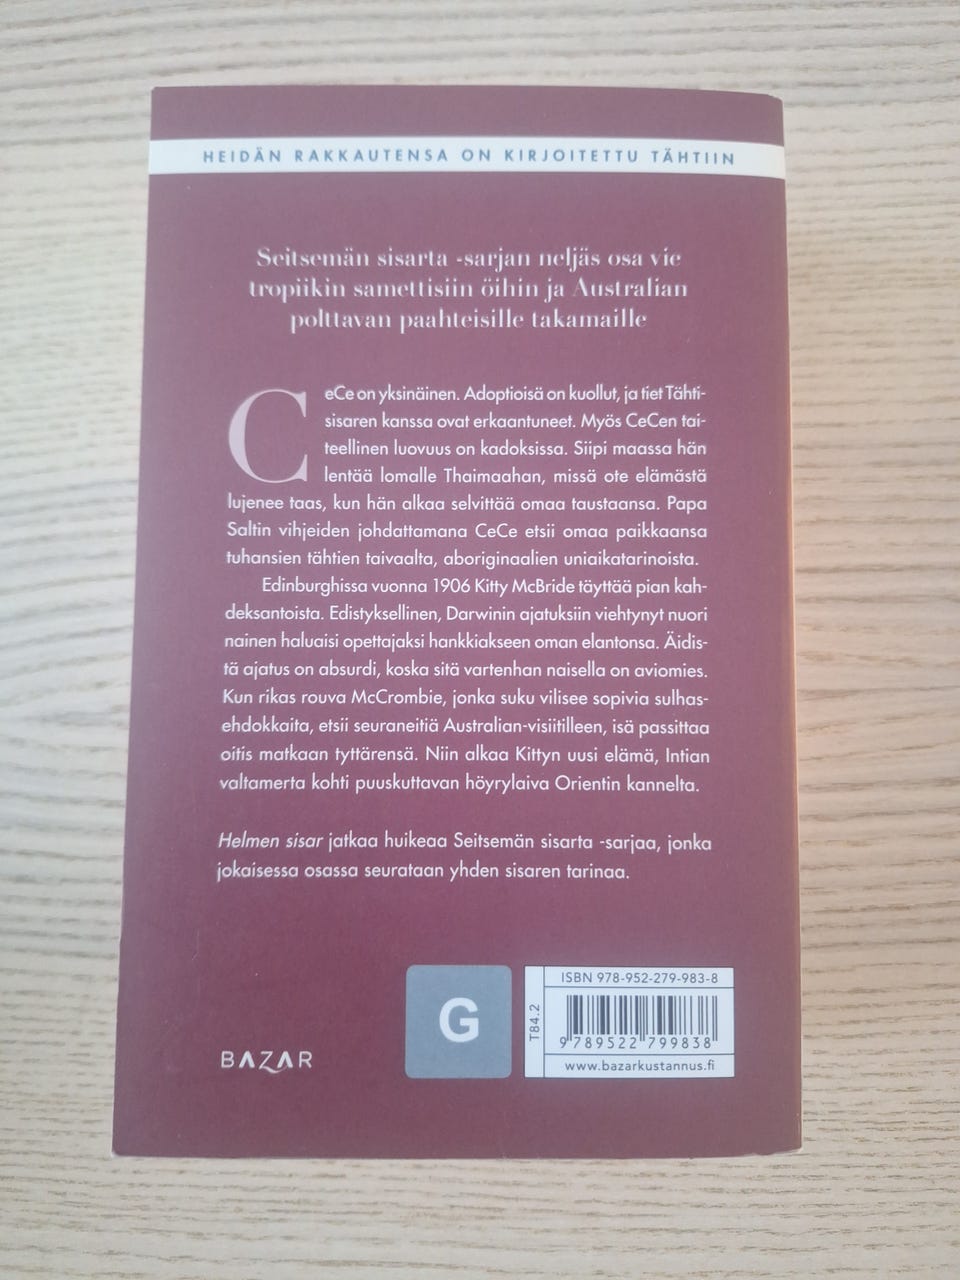 HEIDÄN RAKKAUTENSA ON KIRJOITETTU TÄHTIIN
Seitsemän sisarta -sarjan neljäs osa vie
tropiikin samettisiin öihin ja Australian
polttavan paahteisille takamaille
CeCe on yksinäinen. Adoptioisä on kuollut, ja tiet Tähti-
sisaren kanssa ovat erkaantuneet. Myös CeCen tai-
teellinen luovuus on kadoksissa. Siipi maassa hän
lentää lomalle Thaimaahan, missä ote elämästä
lujenee taas, kun hän alkaa selvittää omaa taustaansa. Papa
Saltin vihjeiden johdattamana CeCe etsii omaa paikkaansa
tuhansien tähtien taivaalta, aboriginaalien uniaikatarinoista.
Edinburghissa vuonna 1906 Kitty McBride täyttää pian kah-
deksantoista. Edistyksellinen, Darwinin ajatuksiin viehtynyt nuori
nainen haluaisi opettajaksi hankkiakseen oman elantonsa. Äidis-
tä ajatus on absurdi, koska sitä vartenhan naisella on aviomies.
Kun rikas rouva McCrombie, jonka suku vilisee sopivia sulhas-
ehdokkaita, etsii seuraneitiä Australian-visiitilleen, isä passittaa
oitis matkaan tyttärensä. Niin alkaa Kittyn uusi elämä, Intian
valtamerta kohti puuskuttavan höyrylaiva Orientin kannelta.
Helmen sisar jatkaa huikeaa Seitsemän sisarta -sarjaa, jonka
jokaisessa osassa seurataan yhden sisaren tarinaa.
BAZAR
G
T84.2
ISBN 978-952-279-983-8
9 789522 799838
www.bazarkustannus.fi